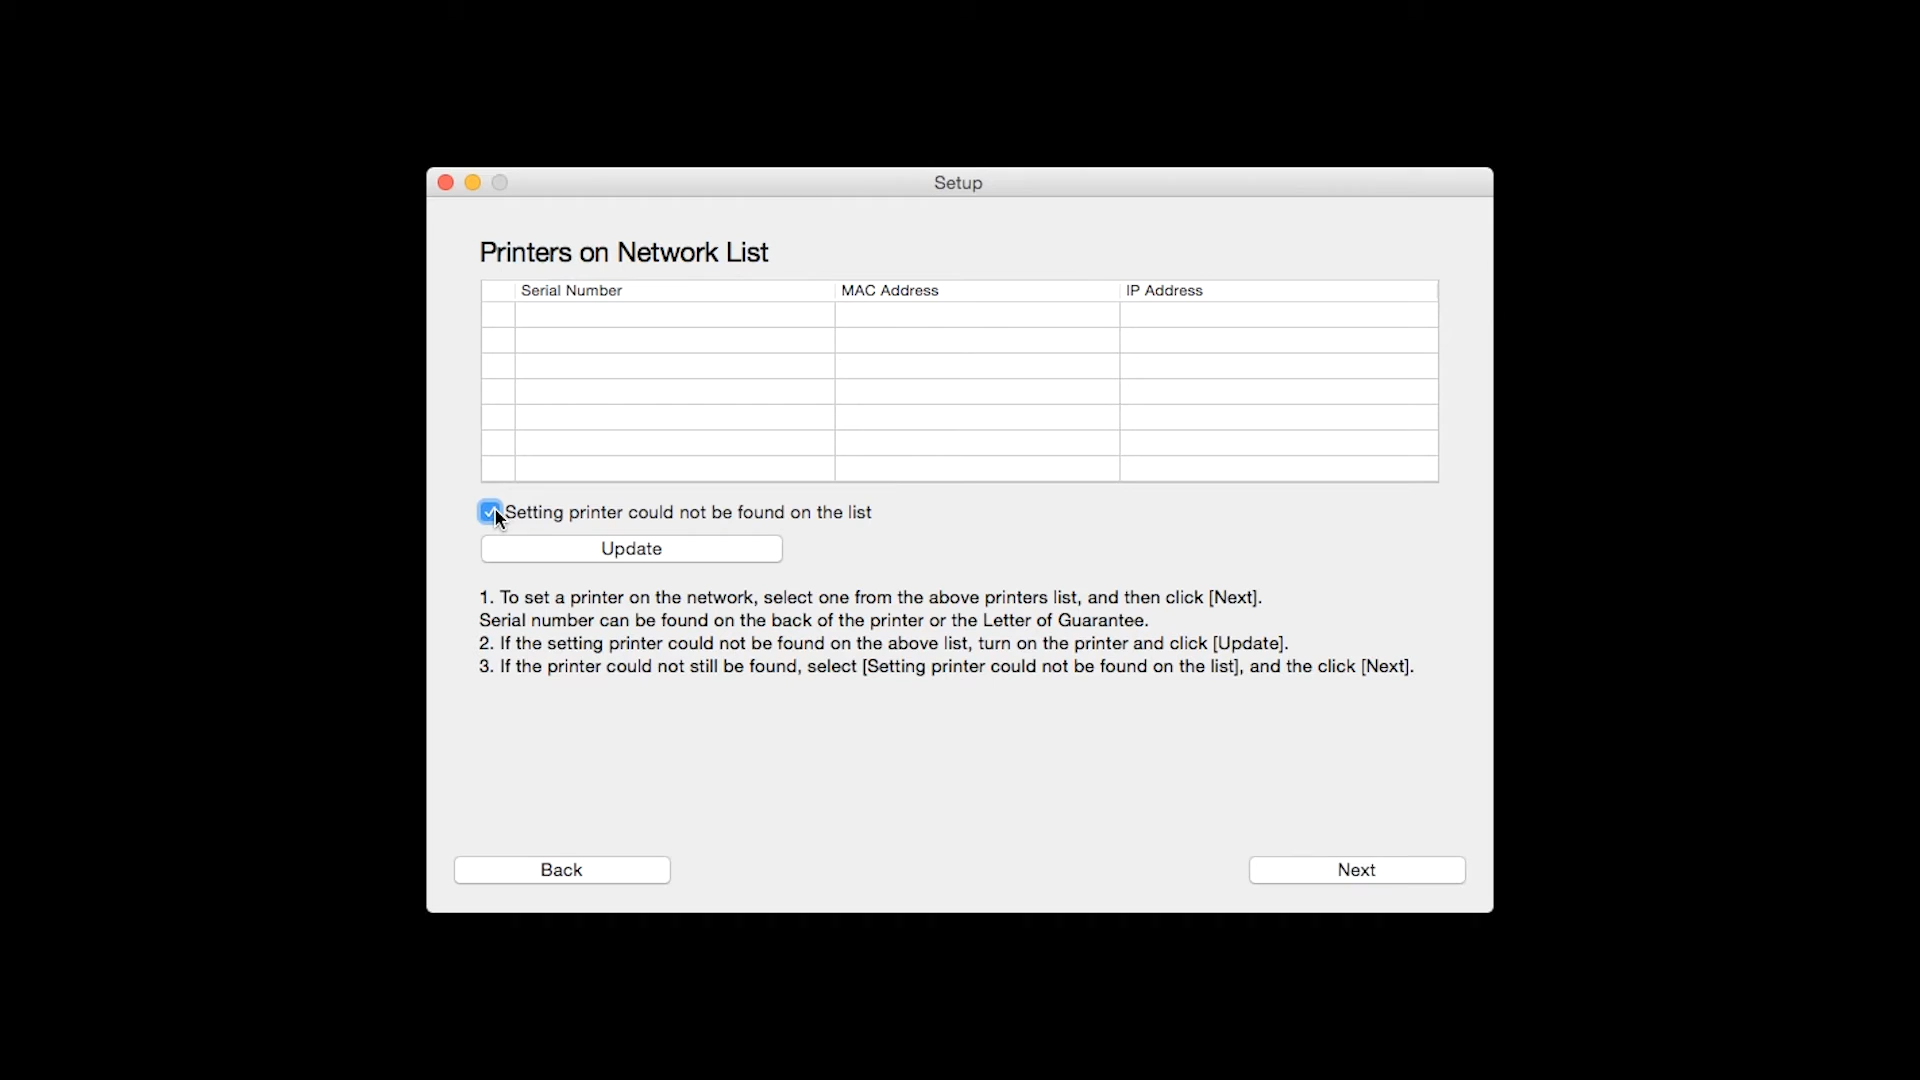 Setup
Printers on Network List
Serial Number MAC Address IP Address
Setting printer could not be found on the list
Update
1. To set a printer on the network, select one from the above printers list, and then click [Next].
Serial number can be found on the back of the printer or the Letter of Guarantee.
2. If the setting printer could not be found on the above list, turn on the printer and click [Update].
3. If the printer could not still be found, select [Setting printer could not be found on the list], and the click [Next].
Back Next